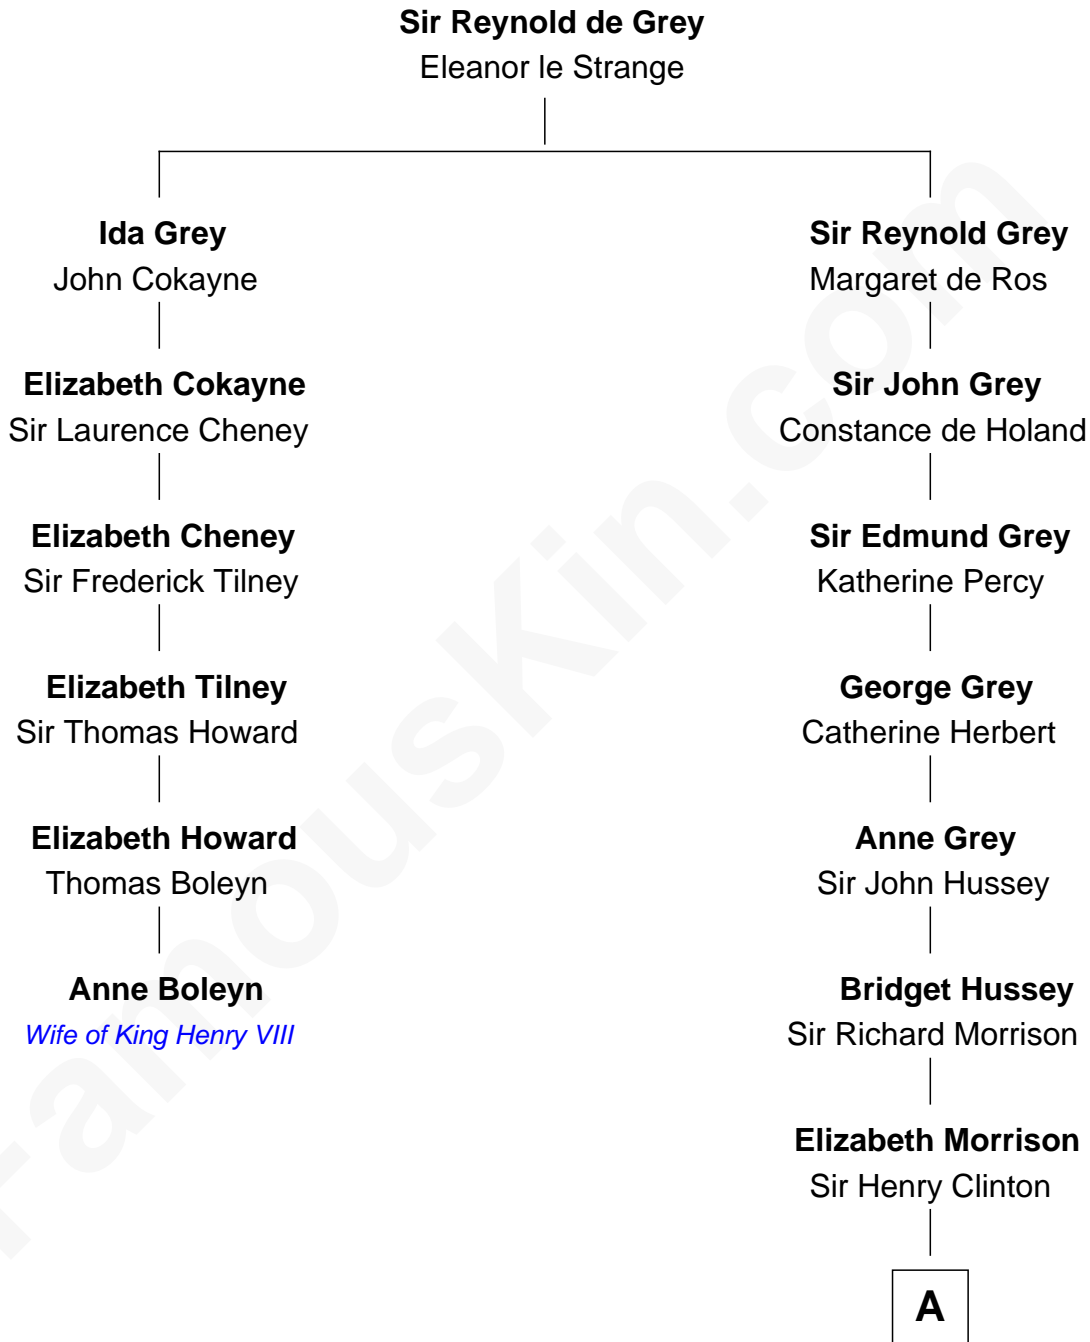 Sir Reynold de Grey
Eleanor le Strange
Ida Grey
John Cokayne
Sir Reynold Grey
Margaret de Ros
Elizabeth Cokayne
Sir Laurence Cheney
Sir John Grey
Constance de Holand
Elizabeth Cheney
Sir Frederick Tilney
Sir Edmund Grey
Katherine Percy
Elizabeth Tilney
Sir Thomas Howard
George Grey
Catherine Herbert
Elizabeth Howard
Thomas Boleyn
Anne Grey
Sir John Hussey
Anne Boleyn
Wife of King Henry VIII
Bridget Hussey
Sir Richard Morrison
Elizabeth Morrison
Sir Henry Clinton
A
FamousKin.com